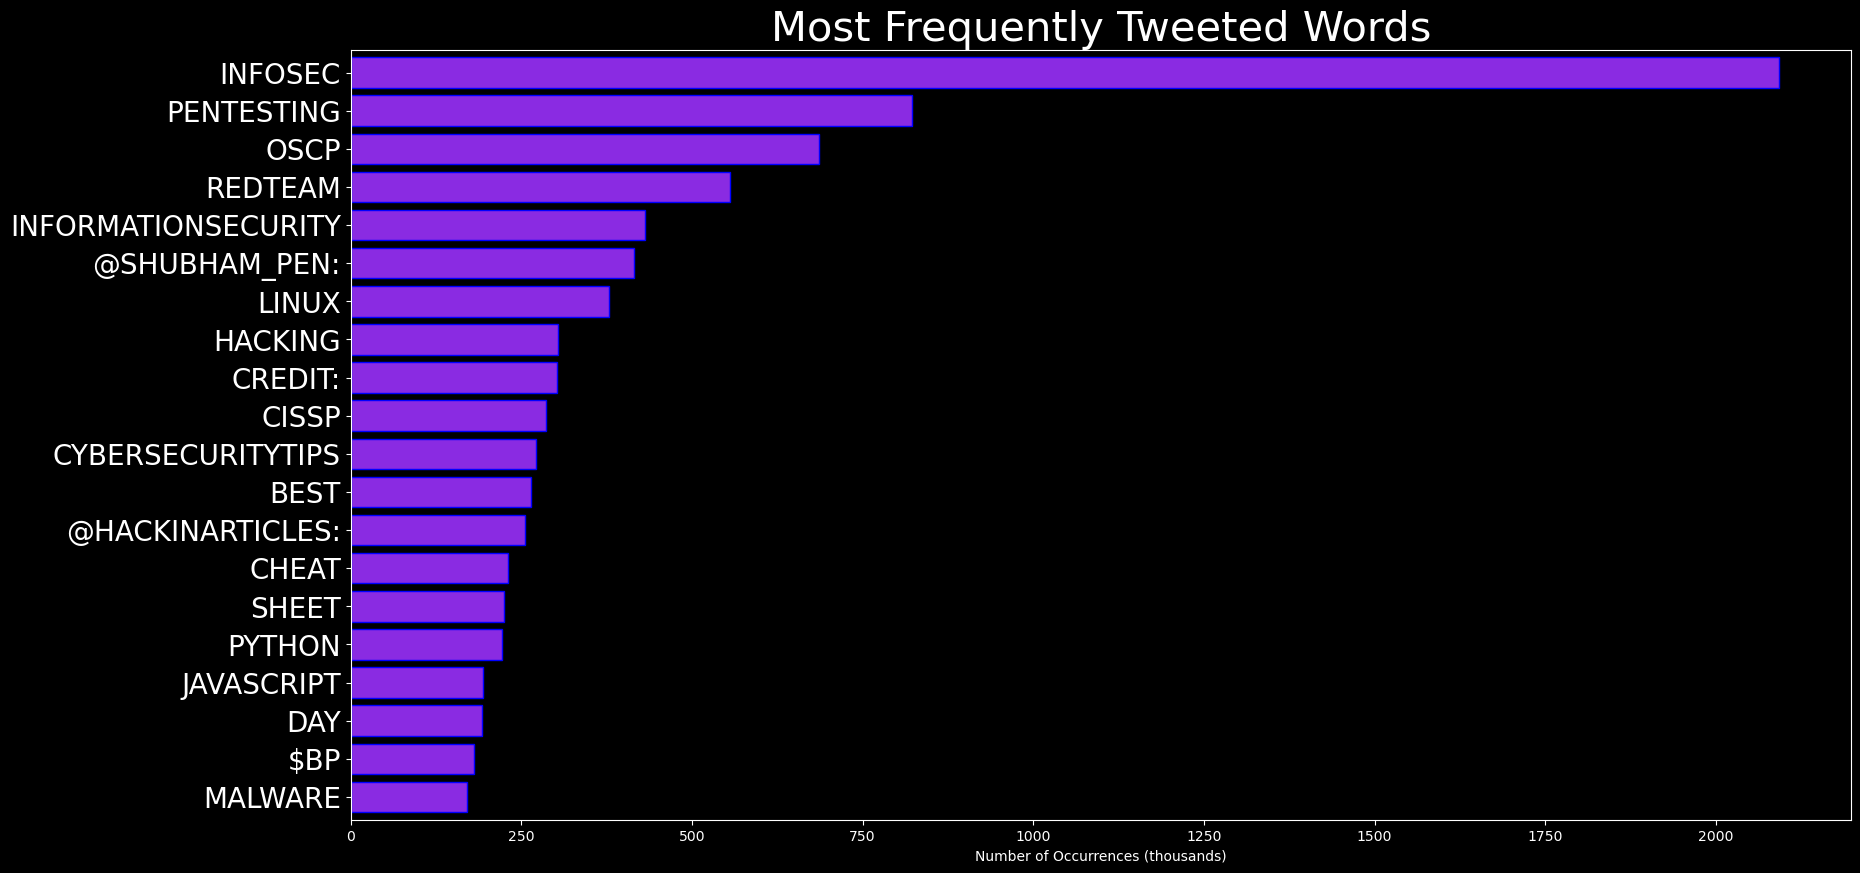 Most Frequently Tweeted Words
INFOSEC
PENTESTING
OSCP
REDTEAM
INFORMATIONSECURITY
@SHUBHAM_PEN:
LINUX
HACKING
CREDIT:
CISSP
CYBERSECURITYTIPS
BEST
@HACKINARTICLES:
CHEAT
SHEET
PYTHON
JAVASCRIPT
DAY
$BP
MALWARE
0 250 500 750 1000 1250 1500 1750 2000
Number of Occurrences (thousands)